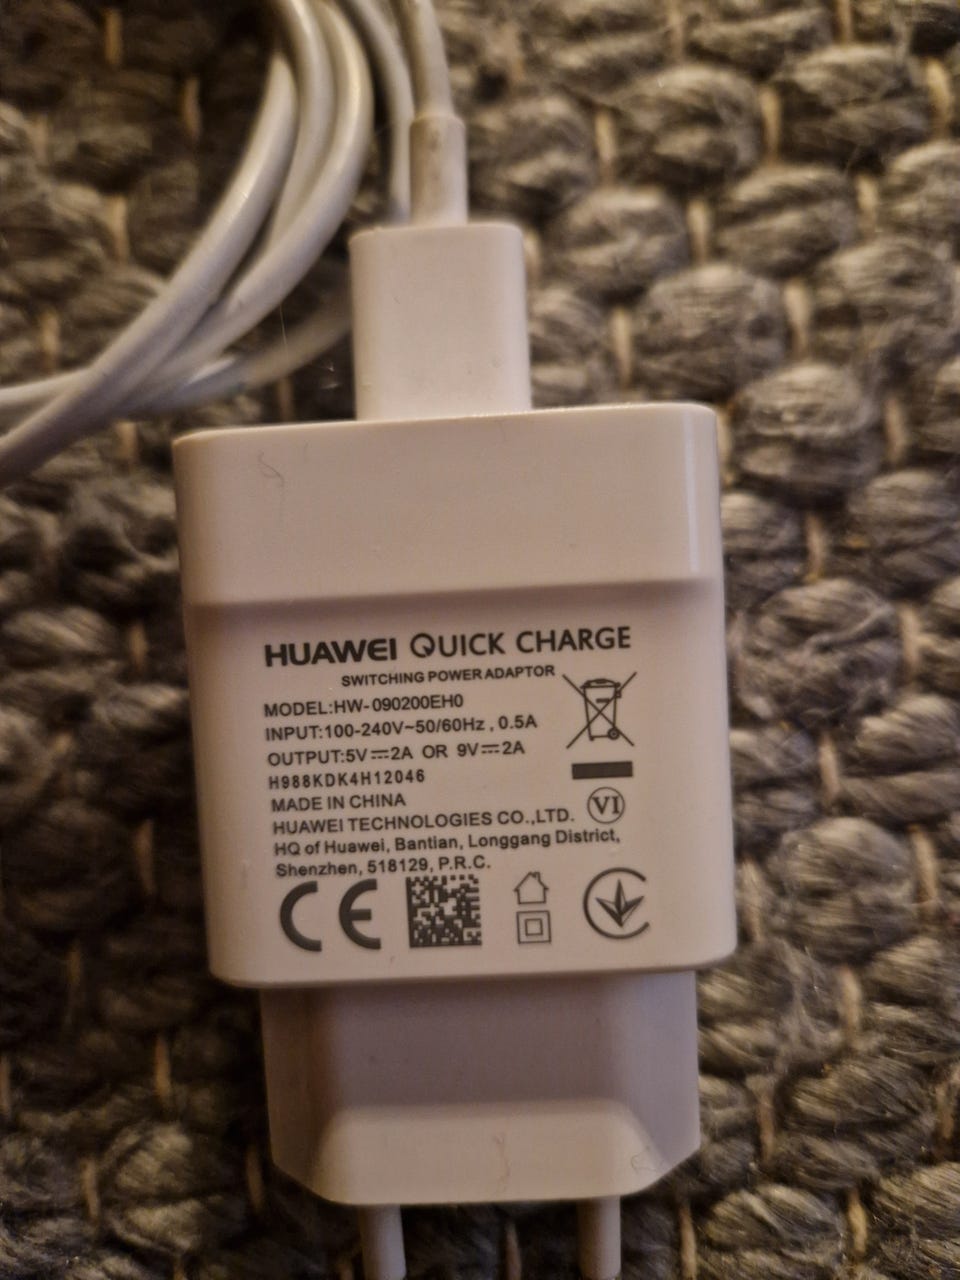 HUAWEI QUICK CHARGE
SWITCHING POWER ADAPTOR
MODEL:HW-090200EH0
INPUT:100-240V~50/60Hz , 0.5A
OUTPUT:5V⎓2A OR 9V⎓2A
H988KDK4H12046
MADE IN CHINA
VI
HUAWEI TECHNOLOGIES CO.,LTD.
HQ of Huawei, Bantian, Longgang District,
Shenzhen, 518129, P.R.C.
CE